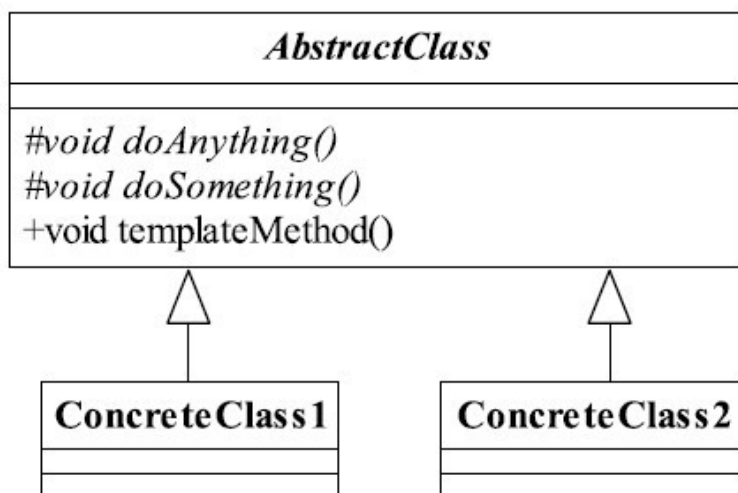 AbstractClass
#void doAnything()
#void doSomething()
+void templateMethod()
ConcreteClass1
ConcreteClass2